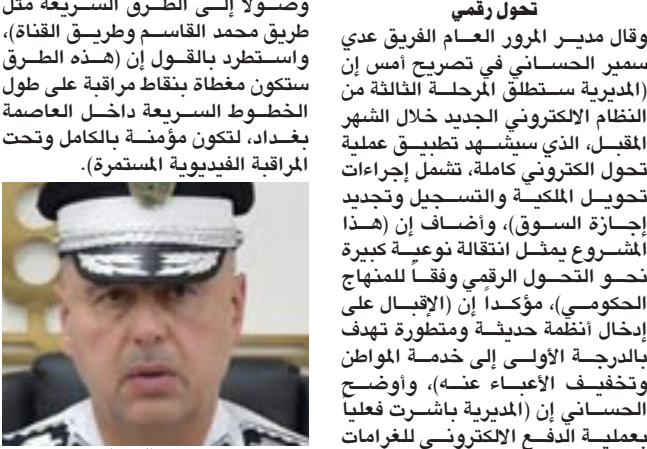 تحول رقمي
وقال مدير المرور العام الفريق عدي
سمير الحساني في تصريح أمس إن
(المديرية ستطلق المرحلة الثالثة من
النظام الالكتروني الجديد خلال الشهر
المقبل، الذي سيشهد تطبيق عملية
تحول الكتروني كاملة، تشمل إجراءات
تحويل الملكية والتسجيل وتجديد
إجازة السوق)، وأضاف إن (هذا
المشروع يمثل انتقالة نوعية كبيرة
نحو التحول الرقمي وفقاً للمنهاج
الحكومي)، مؤكداً إن (الإقبال على
إدخال أنظمة حديثة ومتطورة تهدف
بالدرجة الأولى إلى خدمة المواطن
وتخفيف الأعباء عنه)، وأوضح
الحساني إن (المديرية باشرت فعلياً
بعملية الدفع الالكتروني للغرامات
وصولاً إلى الطرق السريعة مثل
طريق محمد القاسم وطريق القناة)،
واستطرد بالقول إن (هذه الطرق
ستكون مغطاة بنقاط مراقبة على طول
الخطوط السريعة داخل العاصمة
بغداد، لتكون مؤمنة بالكامل وتحت
المراقبة الفيديوية المستمرة).